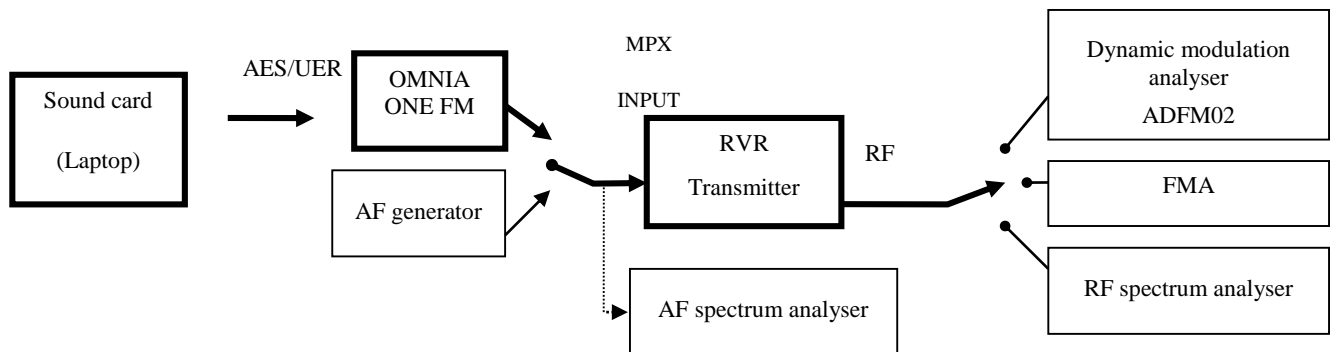 Sound card
(Laptop)
AES/UER
OMNIA
ONE FM
AF generator
MPX
INPUT
RVR
Transmitter
AF spectrum analyser
RF
Dynamic modulation
analyser
ADFM02
FMA
RF spectrum analyser